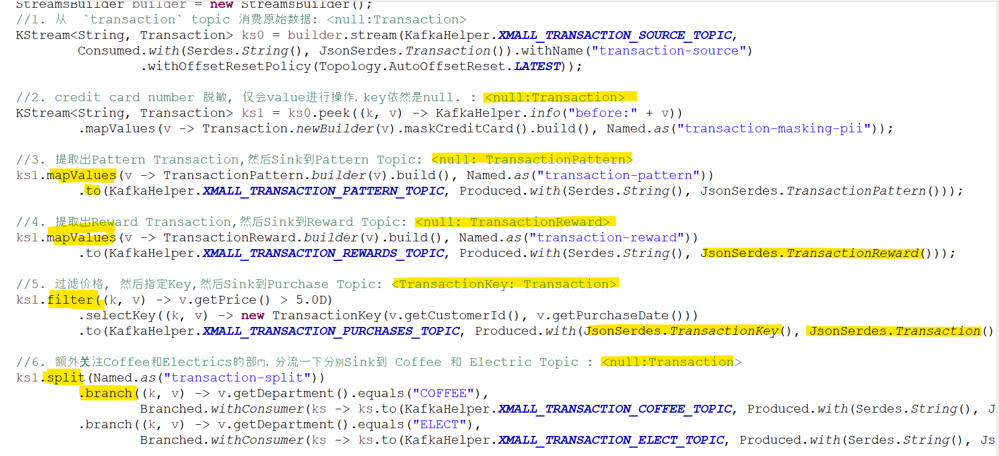 StreamsBuilder builder = new StreamsBuilder();
//1. 从  `transaction` topic 消费原始数据: <null:Transaction>
KStream<String, Transaction> ks0 = builder.stream(KafkaHelper.XMALL_TRANSACTION_SOURCE_TOPIC,
Consumed.with(Serdes.String(), JsonSerdes.Transaction()).withName("transaction-source")
.withOffsetResetPolicy(Topology.AutoOffsetReset.LATEST));
//2. credit card number 脱敏, 仅会value进行操作, key依然是null. : <null:Transaction>
KStream<String, Transaction> ks1 = ks0.peek((k, v) -> KafkaHelper.info("before:" + v))
.mapValues(v -> Transaction.newBuilder(v).maskCreditCard().build(), Named.as("transaction-masking-pii"));
//3. 提取出Pattern Transaction,然后Sink到Pattern Topic: <null: TransactionPattern>
ks1.mapValues(v -> TransactionPattern.builder(v).build(), Named.as("transaction-pattern"))
.to(KafkaHelper.XMALL_TRANSACTION_PATTERN_TOPIC, Produced.with(Serdes.String(), JsonSerdes.TransactionPattern()));
//4. 提取出Reward Transaction,然后Sink到Reward Topic: <null: TransactionReward>
ks1.mapValues(v -> TransactionReward.builder(v).build(), Named.as("transaction-reward"))
.to(KafkaHelper.XMALL_TRANSACTION_REWARDS_TOPIC, Produced.with(Serdes.String(), JsonSerdes.TransactionReward()));
//5. 过滤价格, 然后指定Key,然后Sink到Purchase Topic: <TransactionKey: Transaction>
ks1.filter((k, v) -> v.getPrice() > 5.0D)
.selectKey((k, v) -> new TransactionKey(v.getCustomerId(), v.getPurchaseDate()))
.to(KafkaHelper.XMALL_TRANSACTION_PURCHASES_TOPIC, Produced.with(JsonSerdes.TransactionKey(), JsonSerdes.Transaction()
//6. 额外关注Coffee和Electrics的部门, 分流一下分别Sink到 Coffee 和 Electric Topic : <null:Transaction>
ks1.split(Named.as("transaction-split"))
.branch((k, v) -> v.getDepartment().equals("COFFEE"),
Branched.withConsumer(ks -> ks.to(KafkaHelper.XMALL_TRANSACTION_COFFEE_TOPIC, Produced.with(Serdes.String(), J
.branch((k, v) -> v.getDepartment().equals("ELECT"),
Branched.withConsumer(ks -> ks.to(KafkaHelper.XMALL_TRANSACTION_ELECT_TOPIC, Produced.with(Serdes.String(), Js